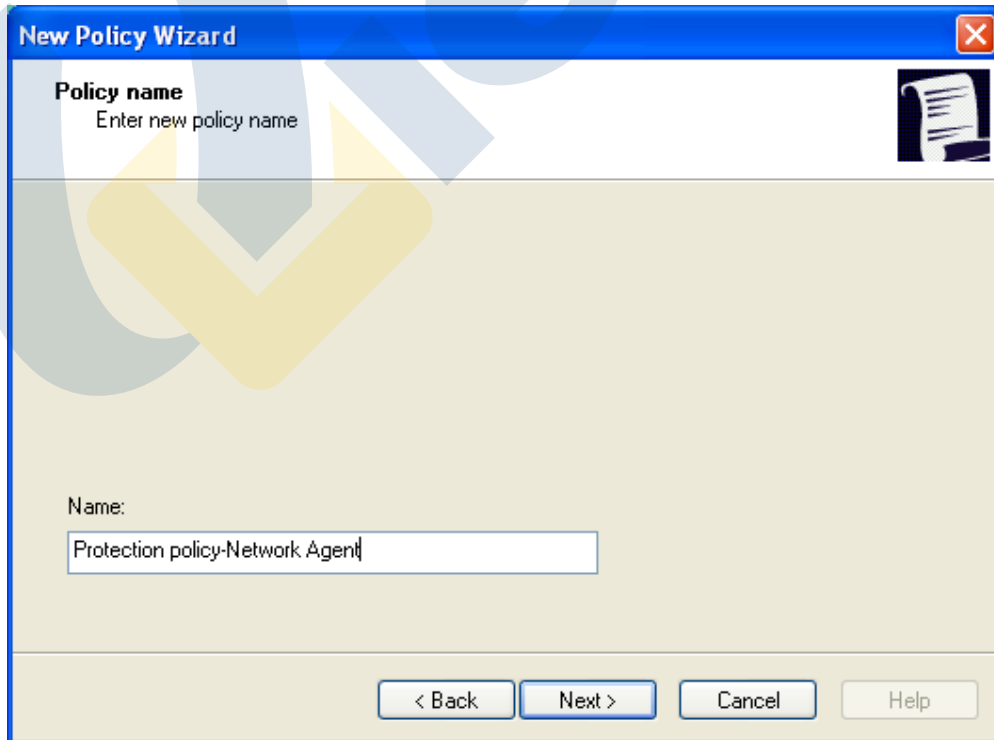 New Policy Wizard
Policy name
Enter new policy name
Name:
Protection policy-Network Agent
< Back Next > Cancel Help